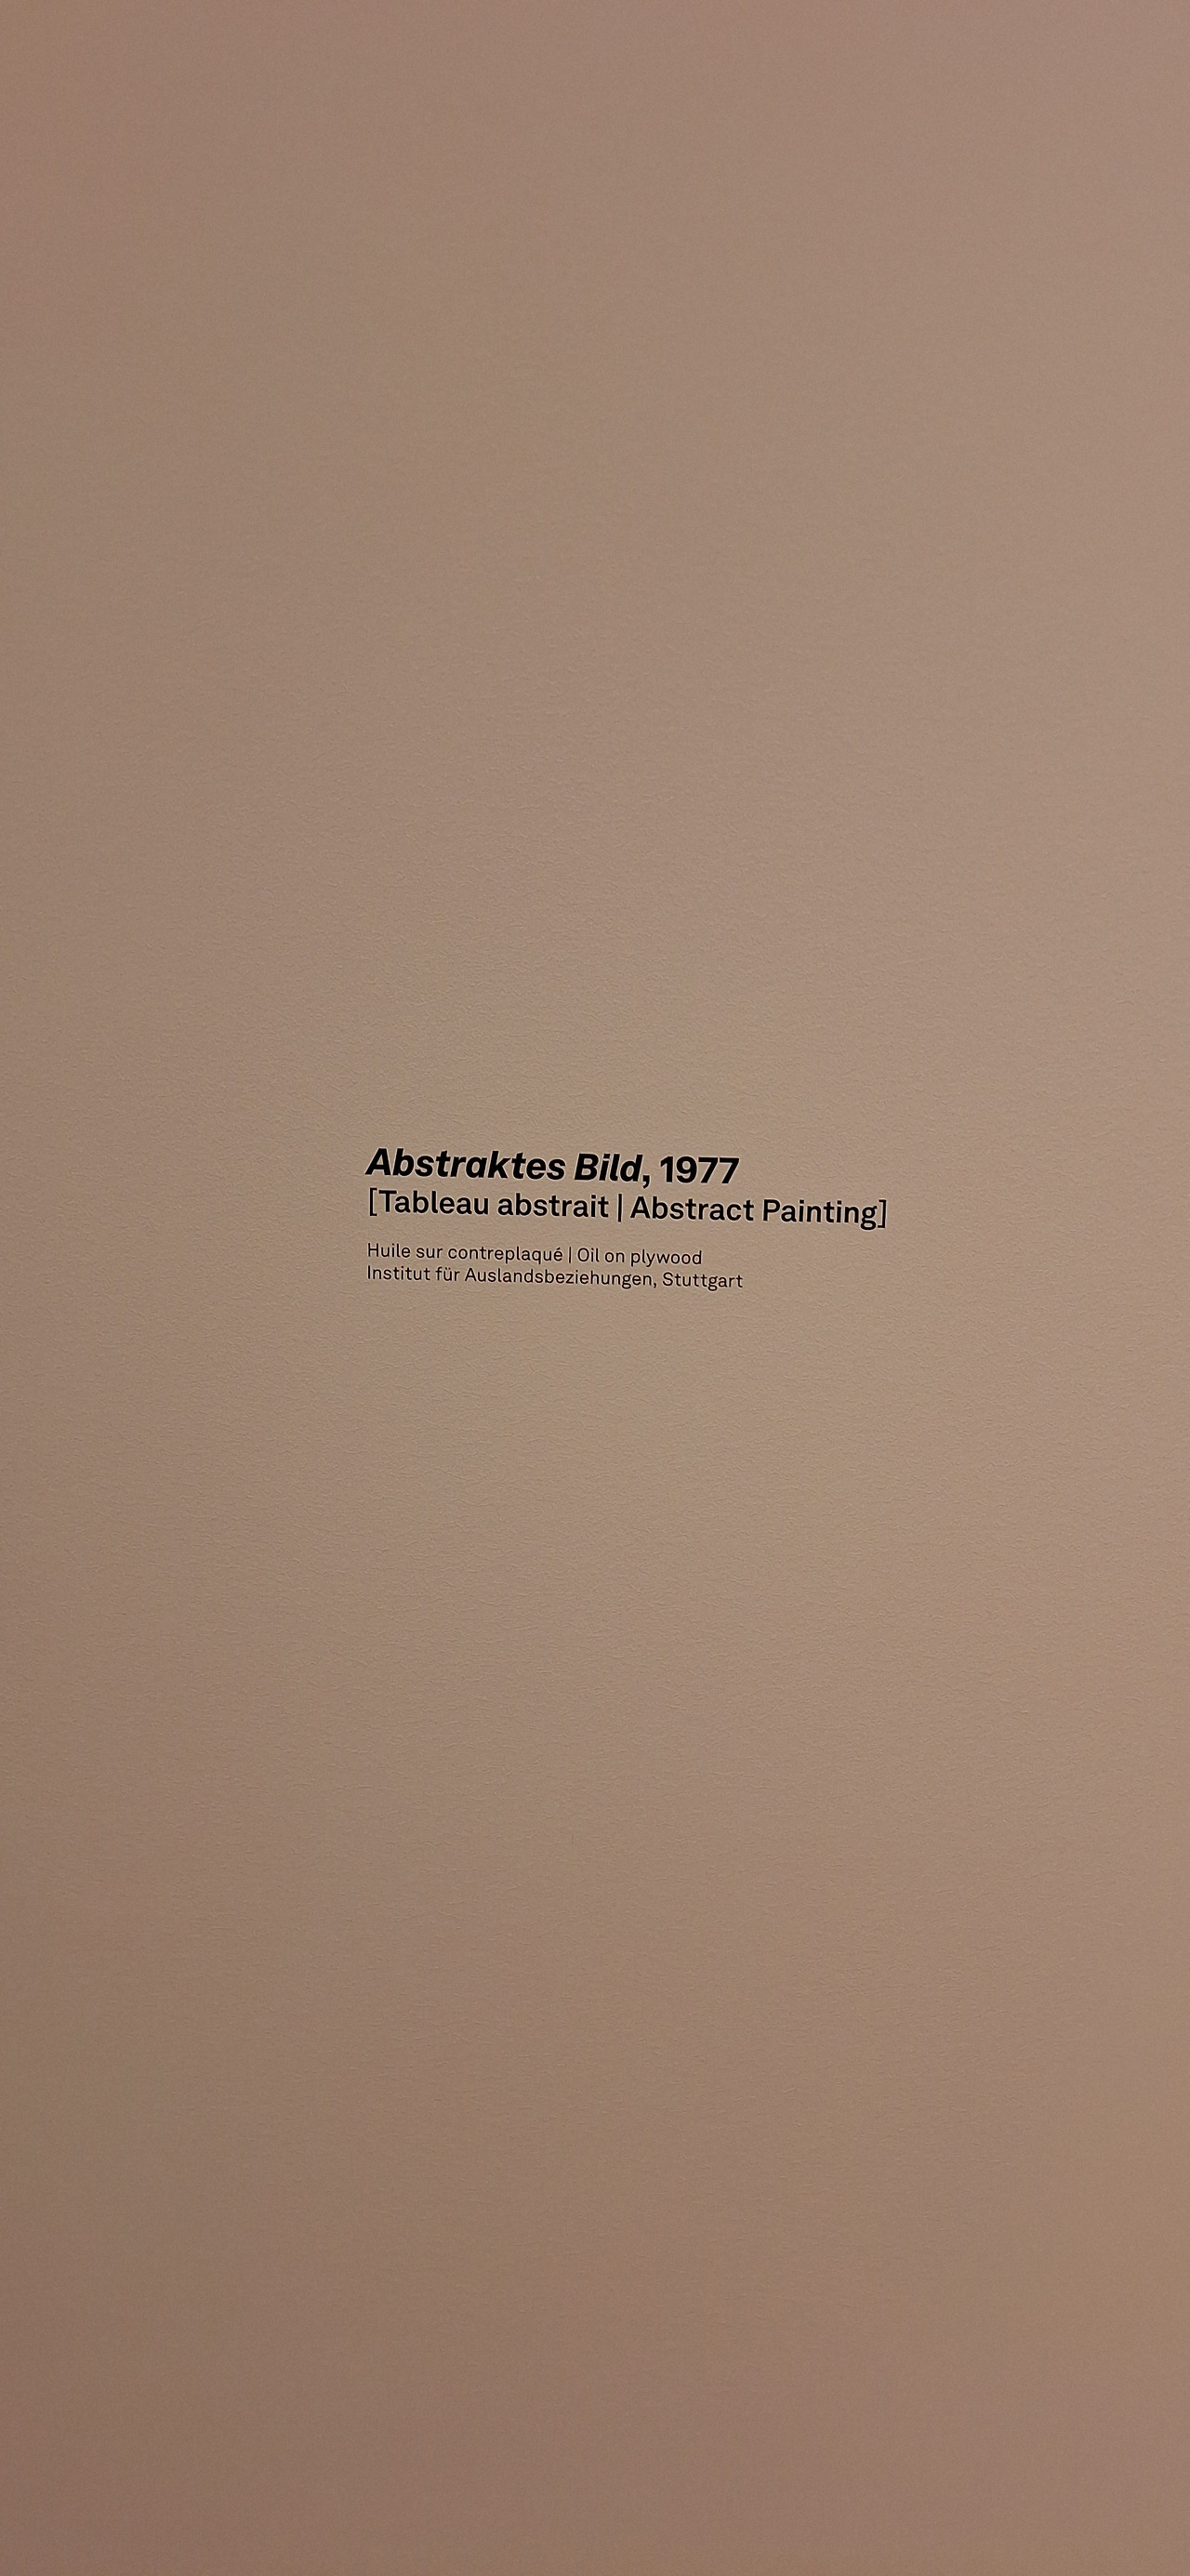 Abstraktes Bild, 1977
[Tableau abstrait | Abstract Painting]
Huile sur contreplaqué | Oil on plywood
Institut für Auslandsbeziehungen, Stuttgart